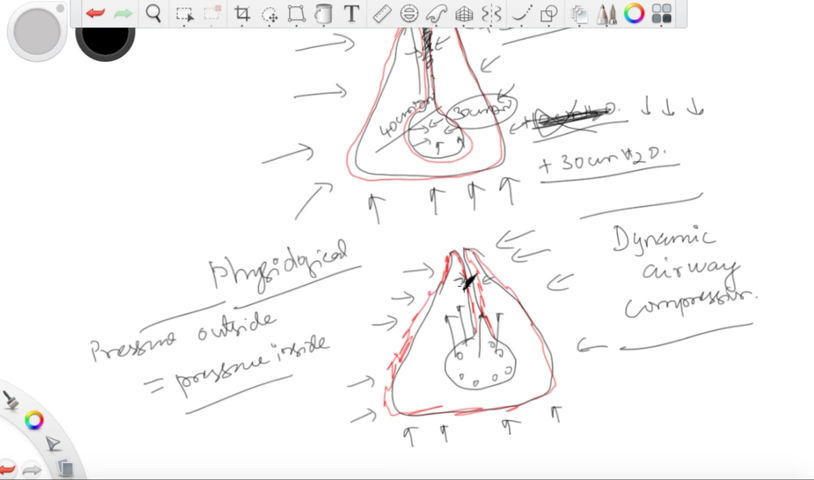 T
40cmH2O
30cmH2O
+30cmH2O.
Physiological
Pressure outside
= pressure inside
Dynamic
airway
compression.